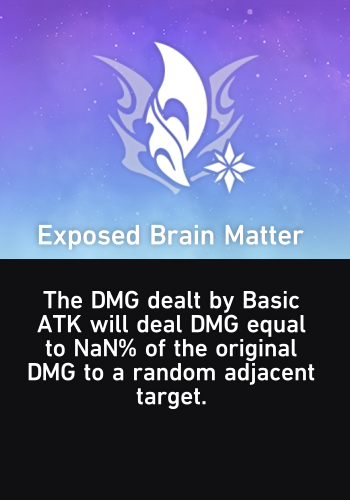 Exposed Brain Matter
The DMG dealt by Basic
ATK will deal DMG equal
to NaN% of the original
DMG to a random adjacent
target.